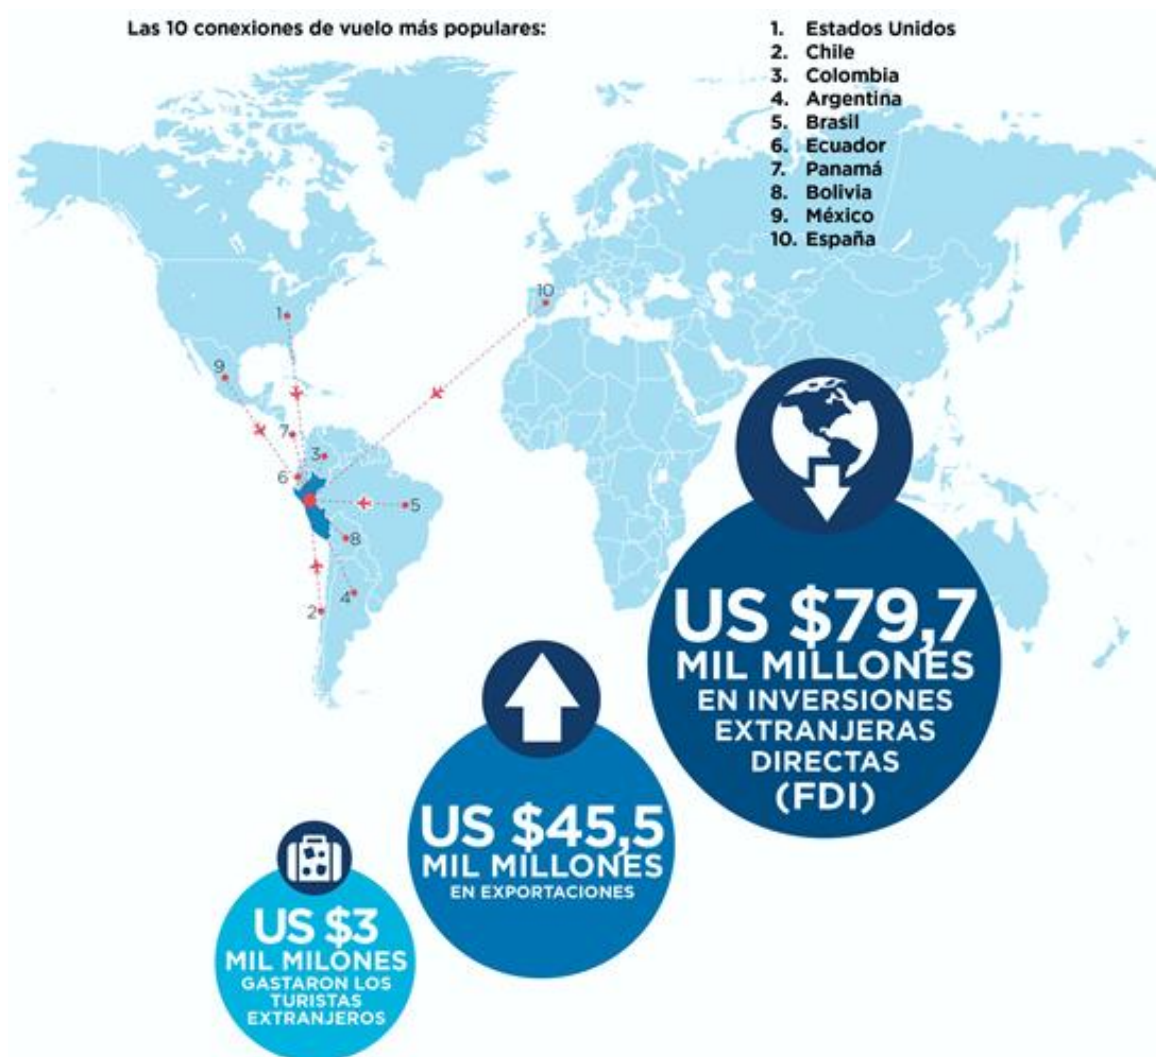 Las 10 conexiones de vuelo más populares:
1. Estados Unidos
2. Chile
3. Colombia
4. Argentina
5. Brasil
6. Ecuador
7. Panamá
8. Bolivia
9. México
10. España
10
1
9
7
3
6
5
8
4
2
US $79,7
MIL MILLONES
EN INVERSIONES
EXTRANJERAS
DIRECTAS
(FDI)
US $45,5
MIL MILLONES
EN EXPORTACIONES
US $3
MIL MILONES
GASTARON LOS
TURISTAS
EXTRANJEROS